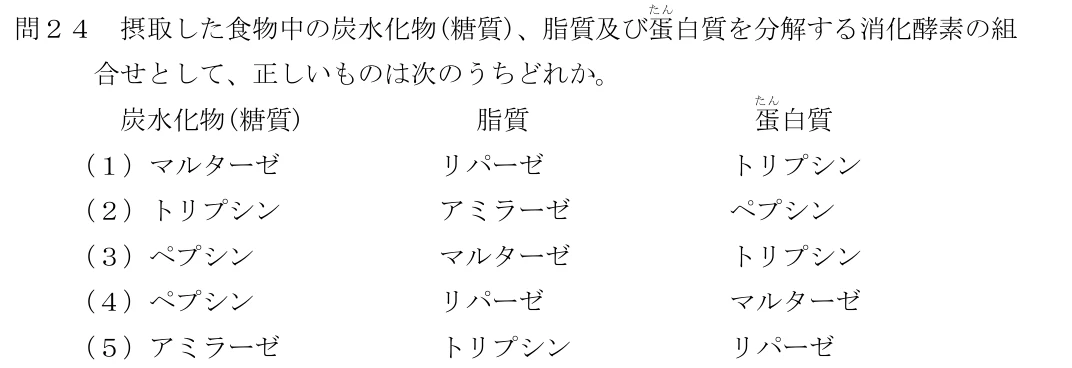 問２４　摂取した食物中の炭水化物(糖質)、脂質及び蛋白質を分解する消化酵素の組
合せとして、正しいものは次のうちどれか。
炭水化物(糖質)　脂質　蛋白質
（１）マルターゼ　リパーゼ　トリプシン
（２）トリプシン　アミラーゼ　ペプシン
（３）ペプシン　マルターゼ　トリプシン
（４）ペプシン　リパーゼ　マルターゼ
（５）アミラーゼ　トリプシン　リパーゼ